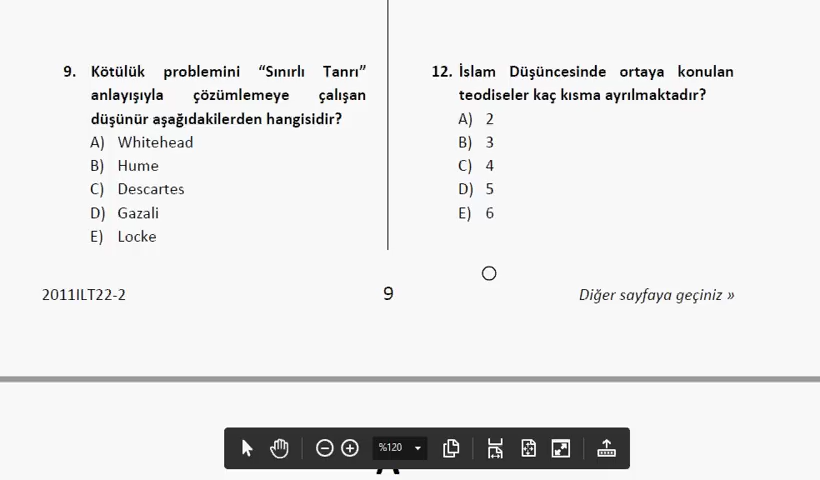 9. Kötülük problemini “Sınırlı Tanrı”
anlayışıyla çözümlemeye çalışan
düşünür aşağıdakilerden hangisidir?
A) Whitehead
B) Hume
C) Descartes
D) Gazali
E) Locke
12. İslam Düşüncesinde ortaya konulan
teodiseler kaç kısma ayrılmaktadır?
A) 2
B) 3
C) 4
D) 5
E) 6
2011ILT22-2
9
Diğer sayfaya geçiniz »
%120